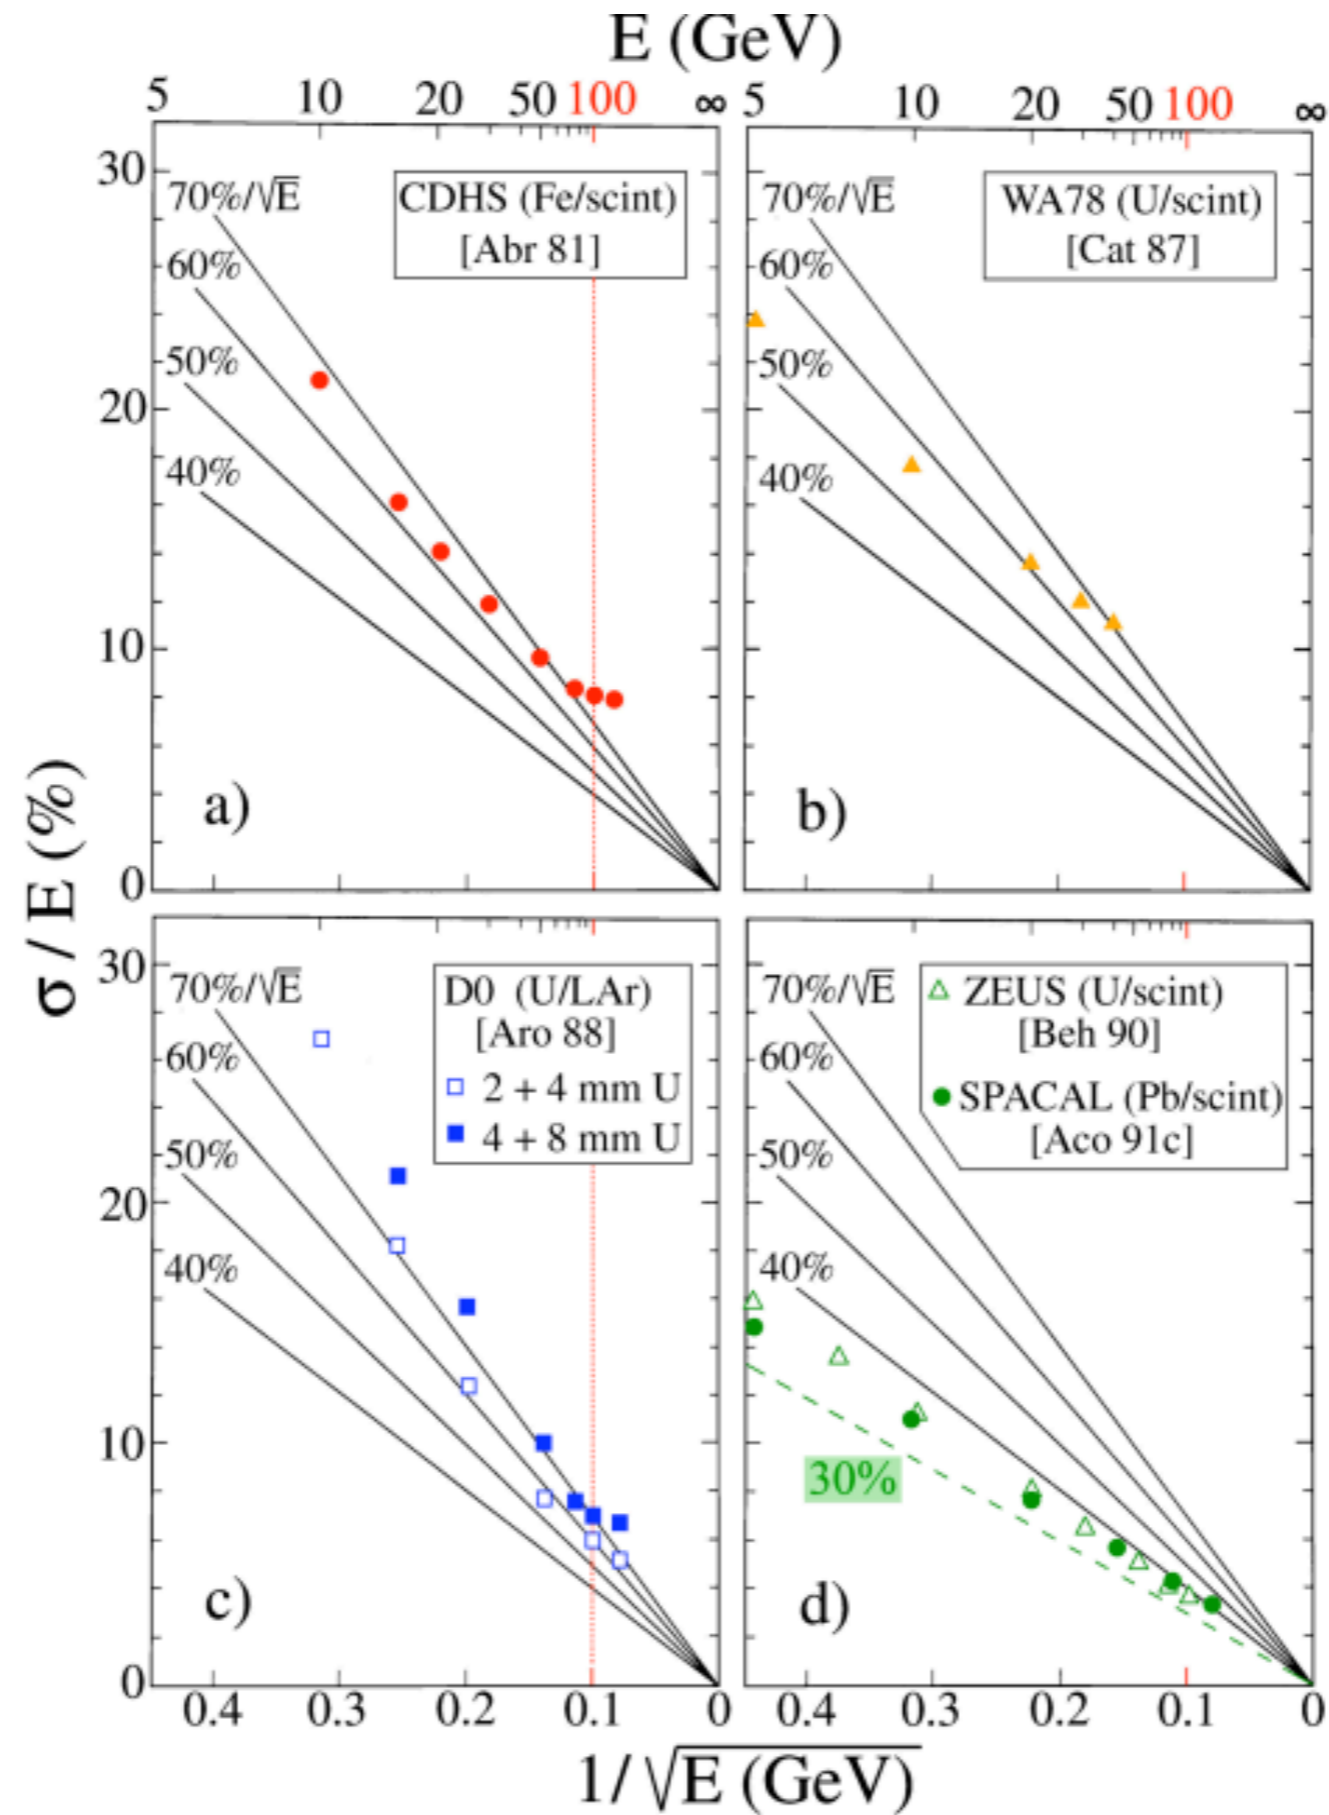 E (GeV)
5 10 20 50 100 ∞
5 10 20 50 100 ∞
30
20
10
0
70%/√E
60%
50%
40%
CDHS (Fe/scint)
[Abr 81]
a)
70%/√E
60%
50%
40%
WA78 (U/scint)
[Cat 87]
b)
σ / E (%)
30
20
10
0
70%/√E
60%
50%
40%
D0 (U/LAr)
[Aro 88]
2 + 4 mm U
4 + 8 mm U
c)
70%/√E
60%
50%
40%
ZEUS (U/scint)
[Beh 90]
SPACAL (Pb/scint)
[Aco 91c]
30%
d)
0.4 0.3 0.2 0.1 0
0.4 0.3 0.2 0.1 0
1/√E (GeV)